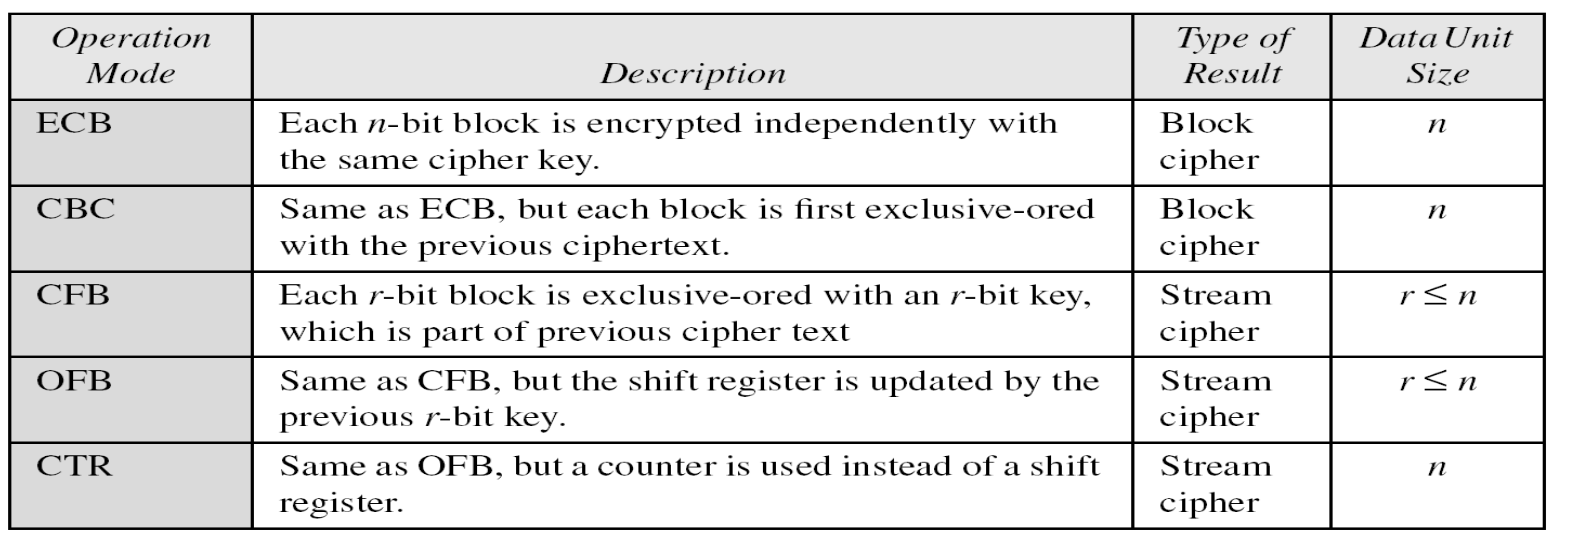 Operation Mode Description Type of Result Data Unit Size
ECB Each n-bit block is encrypted independently with Block n
the same cipher key. cipher
CBC Same as ECB, but each block is first exclusive-ored Block n
with the previous ciphertext. cipher
CFB Each r-bit block is exclusive-ored with an r-bit key, Stream r ≤ n
which is part of previous cipher text cipher
OFB Same as CFB, but the shift register is updated by the Stream r ≤ n
previous r-bit key. cipher
CTR Same as OFB, but a counter is used instead of a shift Stream n
register. cipher